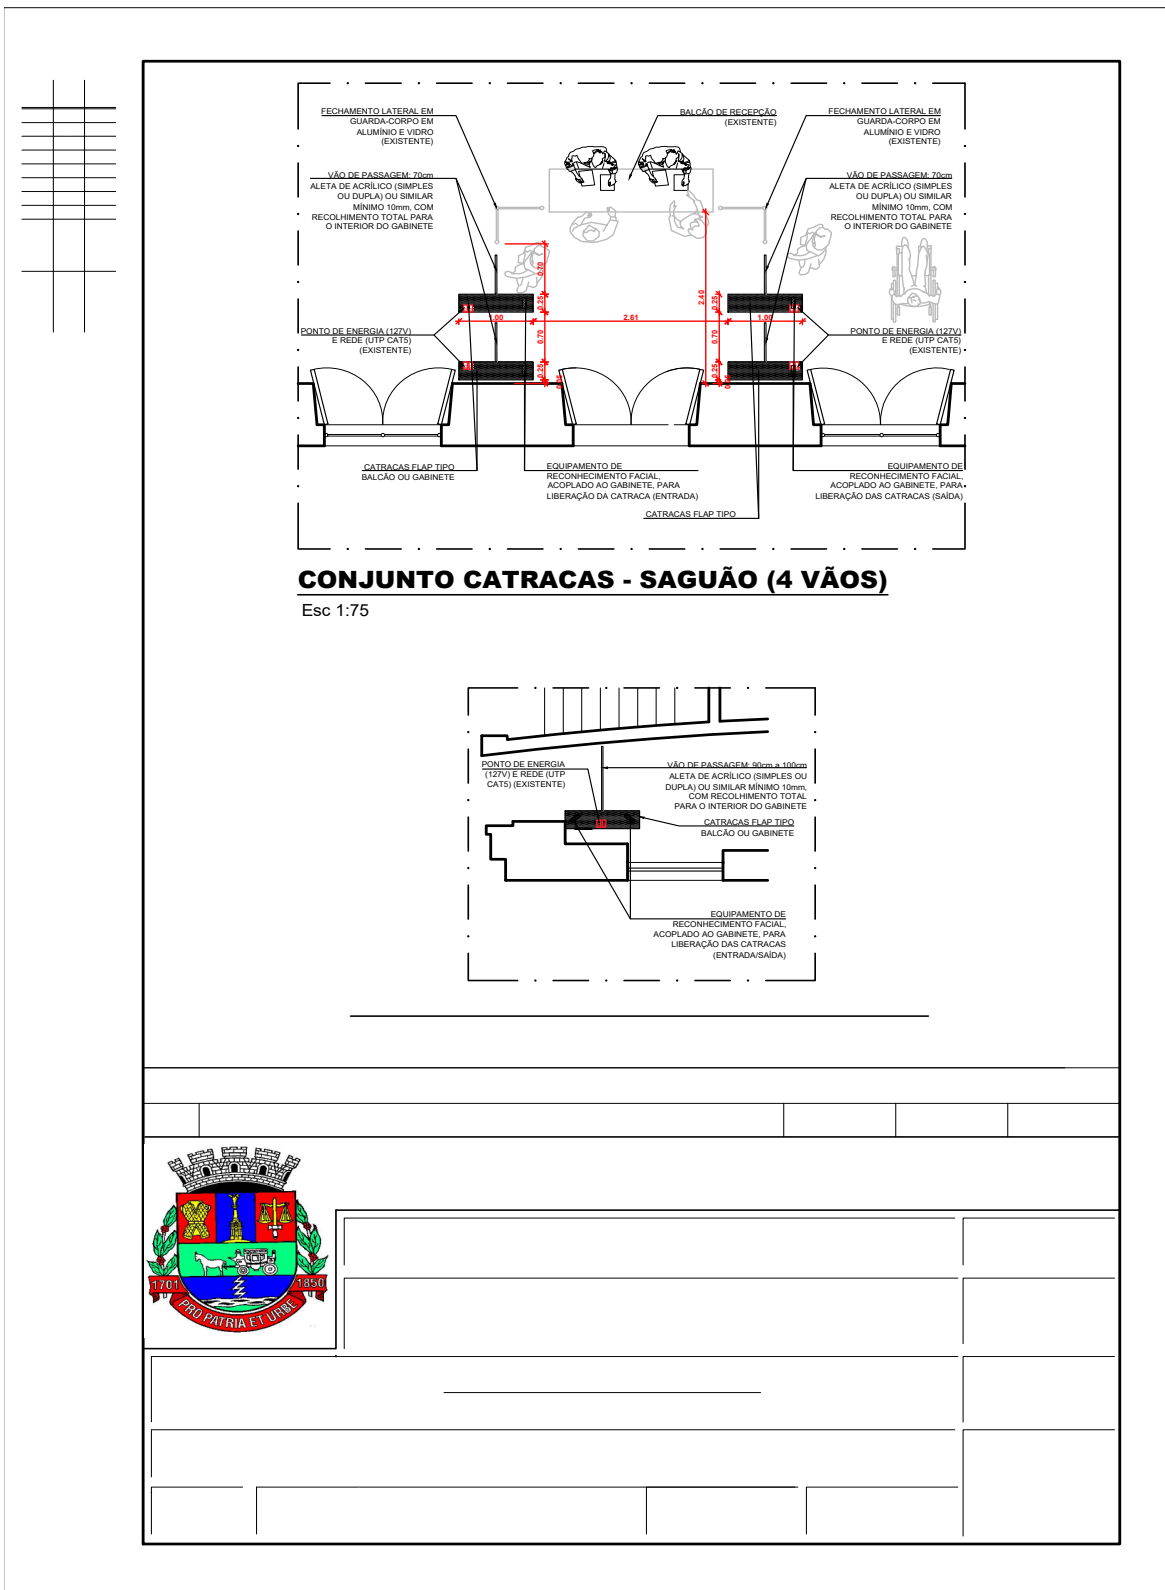 FECHAMENTO LATERAL EM
GUARDA-CORPO EM
ALUMÍNIO E VIDRO
(EXISTENTE)
BALCÃO DE RECEPÇÃO
(EXISTENTE)
FECHAMENTO LATERAL EM
GUARDA-CORPO EM
ALUMÍNIO E VIDRO
(EXISTENTE)
VÃO DE PASSAGEM: 70cm
ALETA DE ACRÍLICO (SIMPLES
OU DUPLA) OU SIMILAR
MÍNIMO 10mm, COM
RECOLHIMENTO TOTAL PARA
O INTERIOR DO GABINETE
VÃO DE PASSAGEM: 70cm
ALETA DE ACRÍLICO (SIMPLES
OU DUPLA) OU SIMILAR
MÍNIMO 10mm, COM
RECOLHIMENTO TOTAL PARA
O INTERIOR DO GABINETE
0.70
0.25
2.40
0.25
1.00
2.61
1.00
0.70
0.70
0.25
0.25
PONTO DE ENERGIA (127V)
E REDE (UTP CAT5)
(EXISTENTE)
PONTO DE ENERGIA (127V)
E REDE (UTP CAT5)
(EXISTENTE)
CATRACAS FLAP TIPO
BALCÃO OU GABINETE
EQUIPAMENTO DE
RECONHECIMENTO FACIAL,
ACOPLADO AO GABINETE, PARA
LIBERAÇÃO DA CATRACA (ENTRADA)
EQUIPAMENTO DE
RECONHECIMENTO FACIAL,
ACOPLADO AO GABINETE, PARA
LIBERAÇÃO DAS CATRACAS (SAÍDA)
CATRACAS FLAP TIPO
CONJUNTO CATRACAS - SAGUÃO (4 VÃOS)
Esc 1:75
PONTO DE ENERGIA
(127V) E REDE (UTP
CAT5) (EXISTENTE)
VÃO DE PASSAGEM: 90cm a 100cm
ALETA DE ACRÍLICO (SIMPLES OU
DUPLA) OU SIMILAR MÍNIMO 10mm,
COM RECOLHIMENTO TOTAL
PARA O INTERIOR DO GABINETE
CATRACAS FLAP TIPO
BALCÃO OU GABINETE
EQUIPAMENTO DE
RECONHECIMENTO FACIAL,
ACOPLADO AO GABINETE, PARA
LIBERAÇÃO DAS CATRACAS
(ENTRADA/SAÍDA)
1701
1850
PRO PATRIA ET URBE